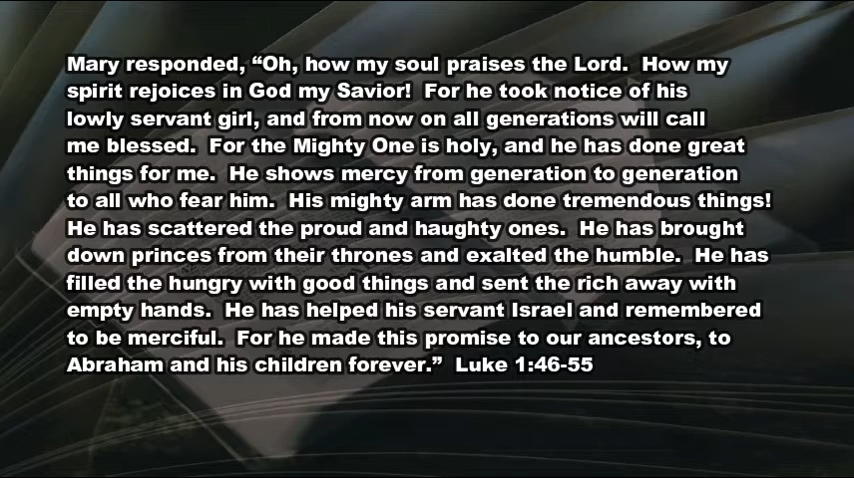 Mary responded, “Oh, how my soul praises the Lord.  How my
spirit rejoices in God my Savior!  For he took notice of his
lowly servant girl, and from now on all generations will call
me blessed.  For the Mighty One is holy, and he has done great
things for me.  He shows mercy from generation to generation
to all who fear him.  His mighty arm has done tremendous things!
He has scattered the proud and haughty ones.  He has brought
down princes from their thrones and exalted the humble.  He has
filled the hungry with good things and sent the rich away with
empty hands.  He has helped his servant Israel and remembered
to be merciful.  For he made this promise to our ancestors, to
Abraham and his children forever.”  Luke 1:46-55